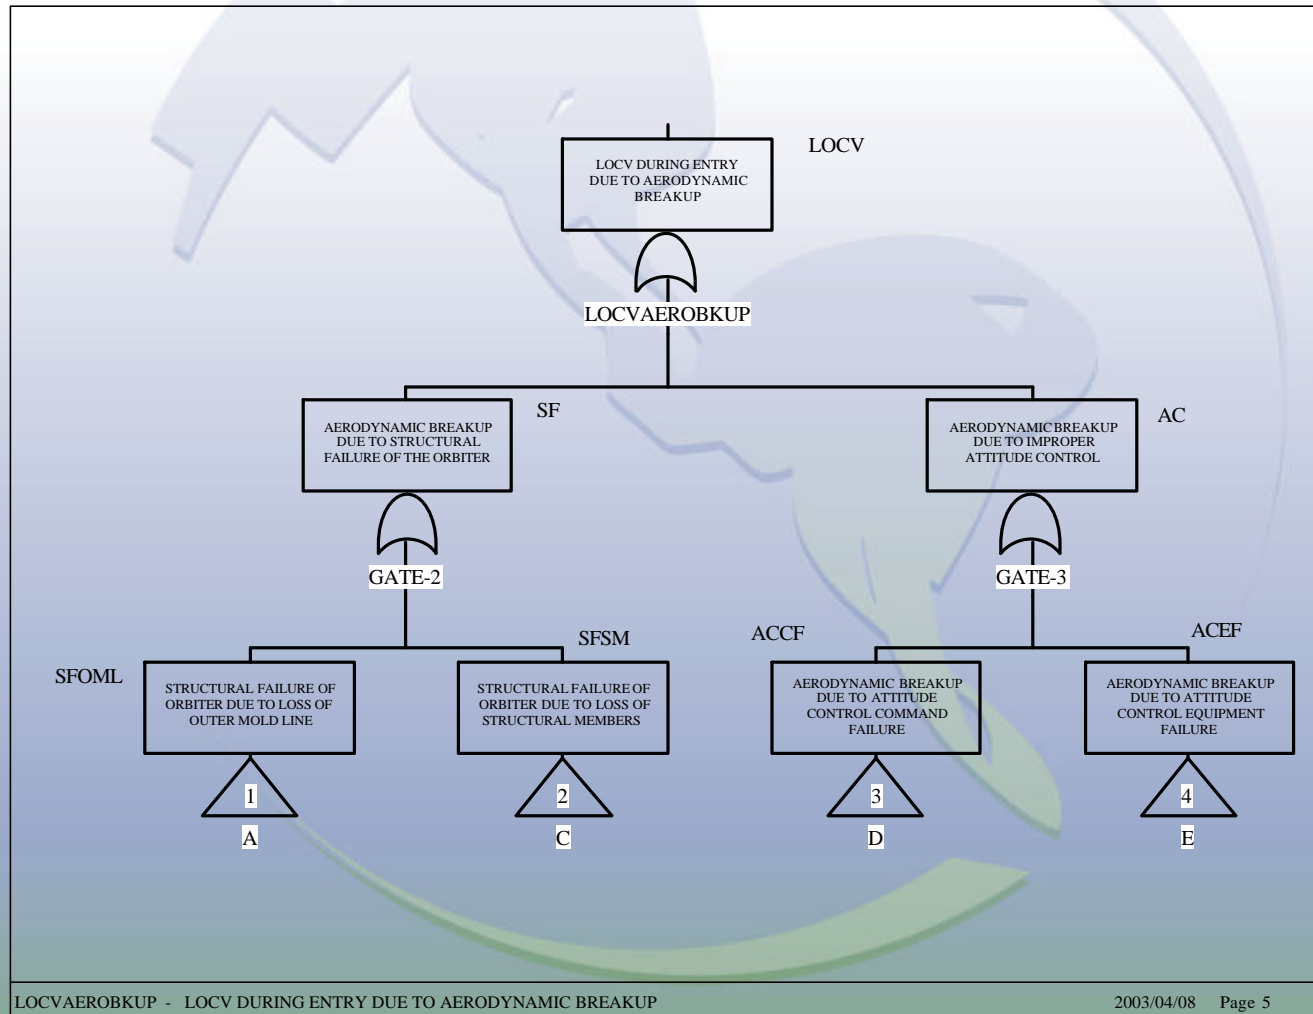 LOCV
LOCV DURING ENTRY
DUE TO AERODYNAMIC
BREAKUP
LOCVAEROBKUP
SF
AERODYNAMIC BREAKUP
DUE TO STRUCTURAL
FAILURE OF THE ORBITER
AC
AERODYNAMIC BREAKUP
DUE TO IMPROPER
ATTITUDE CONTROL
GATE-2
GATE-3
SFOML
STRUCTURAL FAILURE OF
ORBITER DUE TO LOSS OF
OUTER MOLD LINE
1
A
SFSM
STRUCTURAL FAILURE OF
ORBITER DUE TO LOSS OF
STRUCTURAL MEMBERS
2
C
ACCF
AERODYNAMIC BREAKUP
DUE TO ATTITUDE
CONTROL COMMAND
FAILURE
3
D
ACEF
AERODYNAMIC BREAKUP
DUE TO ATTITUDE
CONTROL EQUIPMENT
FAILURE
4
E
LOCVAEROBKUP - LOCV DURING ENTRY DUE TO AERODYNAMIC BREAKUP
2003/04/08 Page 5